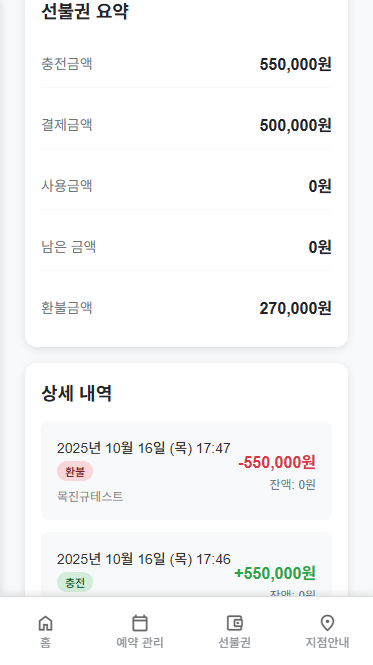 선불권 요약
충전금액 550,000원
결제금액 500,000원
사용금액 0원
남은 금액 0원
환불금액 270,000원
상세 내역
2025년 10월 16일 (목) 17:47
-550,000원
환불
잔액: 0원
목진규테스트
2025년 10월 16일 (목) 17:46
+550,000원
충전
잔액: 0원
홈 예약 관리 선불권 지점안내